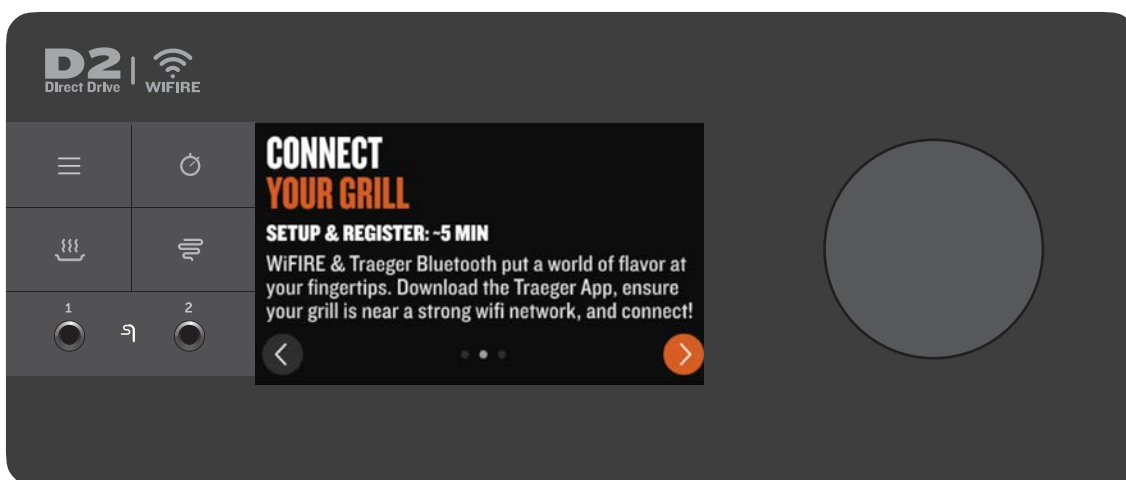 D2
Direct Drive
WIFIRE
CONNECT
YOUR GRILL
SETUP & REGISTER: ~5 MIN
WiFIRE & Traeger Bluetooth put a world of flavor at
your fingertips. Download the Traeger App, ensure
your grill is near a strong wifi network, and connect!
1
2